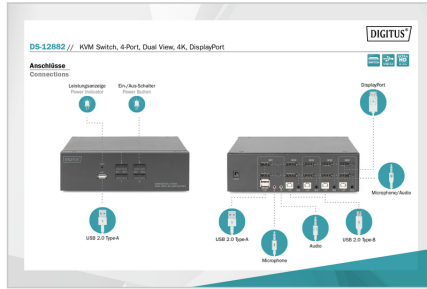 DIGITUS®
DS-12882 // KVM Switch, 4-Port, Dual View, 4K, DisplayPort
Anschlüsse
Connections
Leistungsanzeige
Power Indicator
Ein-/Aus-Schalter
Power Button
DisplayPort
DIGITUS
Microphone/Audio
USB 2.0 Type-A
USB 2.0 Type-A
Microphone
Audio
USB 2.0 Type-B